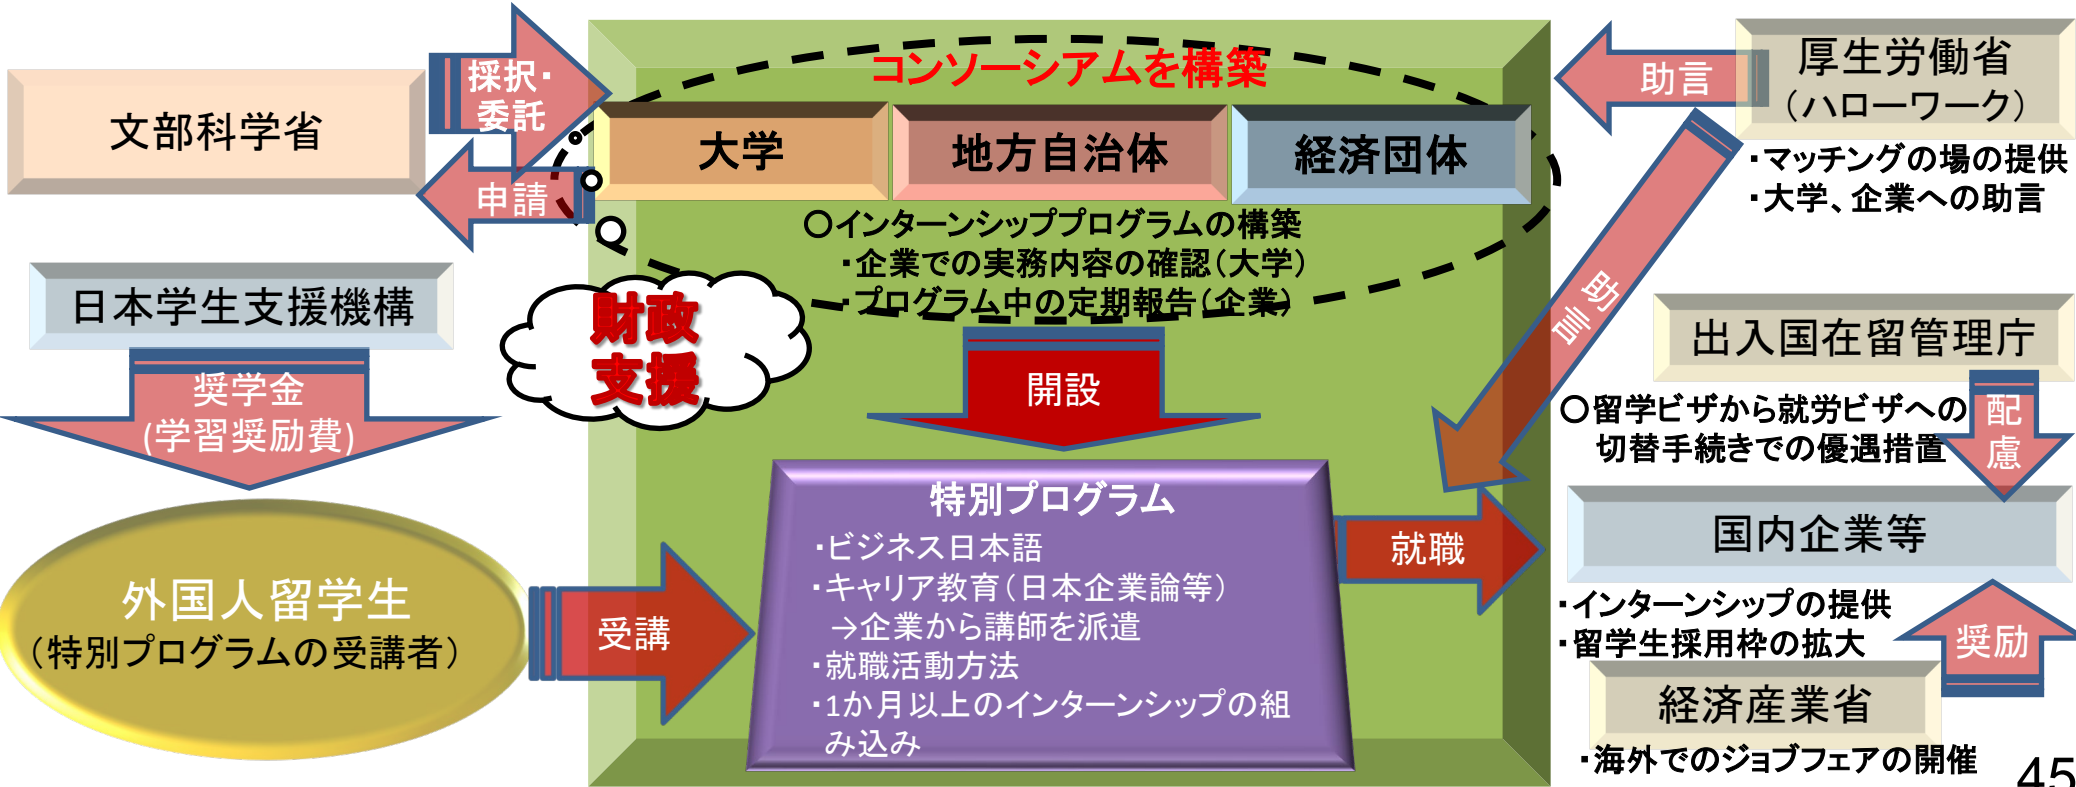 文部科学省
採択・
委託
申請
日本学生支援機構
奨学金
(学習奨励費)
外国人留学生
（特別プログラムの受講者）
受講
コンソーシアムを構築
大学
地方自治体
経済団体
○インターンシッププログラムの構築
・企業での実務内容の確認（大学）
・プログラム中の定期報告（企業）
財政
支援
開設
特別プログラム
・ビジネス日本語
・キャリア教育（日本企業論等）
→企業から講師を派遣
・就職活動方法
・1か月以上のインターンシップの組
み込み
就職
助言
厚生労働省
（ハローワーク）
・マッチングの場の提供
・大学、企業への助言
助言
出入国在留管理庁
○留学ビザから就労ビザへの
切替手続きでの優遇措置
配
慮
国内企業等
・インターンシップの提供
・留学生採用枠の拡大
奨励
経済産業省
・海外でのジョブフェアの開催
45